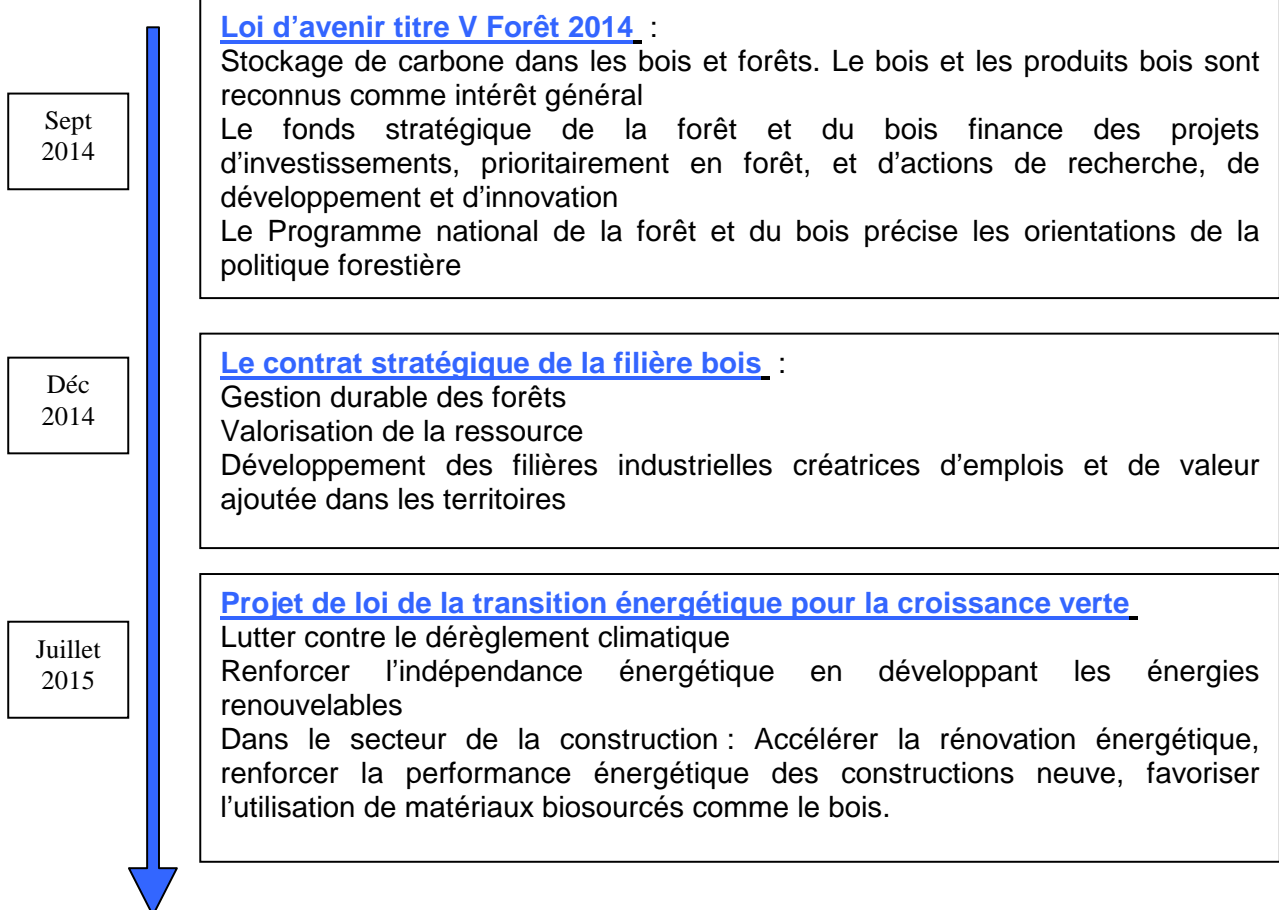 Sept
2014
Loi d’avenir titre V Forêt 2014 :
Stockage de carbone dans les bois et forêts. Le bois et les produits bois sont
reconnus comme intérêt général
Le fonds stratégique de la forêt et du bois finance des projets
d’investissements, prioritairement en forêt, et d’actions de recherche, de
développement et d’innovation
Le Programme national de la forêt et du bois précise les orientations de la
politique forestière
Déc
2014
Le contrat stratégique de la filière bois :
Gestion durable des forêts
Valorisation de la ressource
Développement des filières industrielles créatrices d’emplois et de valeur
ajoutée dans les territoires
Juillet
2015
Projet de loi de la transition énergétique pour la croissance verte
Lutter contre le dérèglement climatique
Renforcer l’indépendance énergétique en développant les énergies
renouvelables
Dans le secteur de la construction : Accélérer la rénovation énergétique,
renforcer la performance énergétique des constructions neuve, favoriser
l’utilisation de matériaux biosourcés comme le bois.